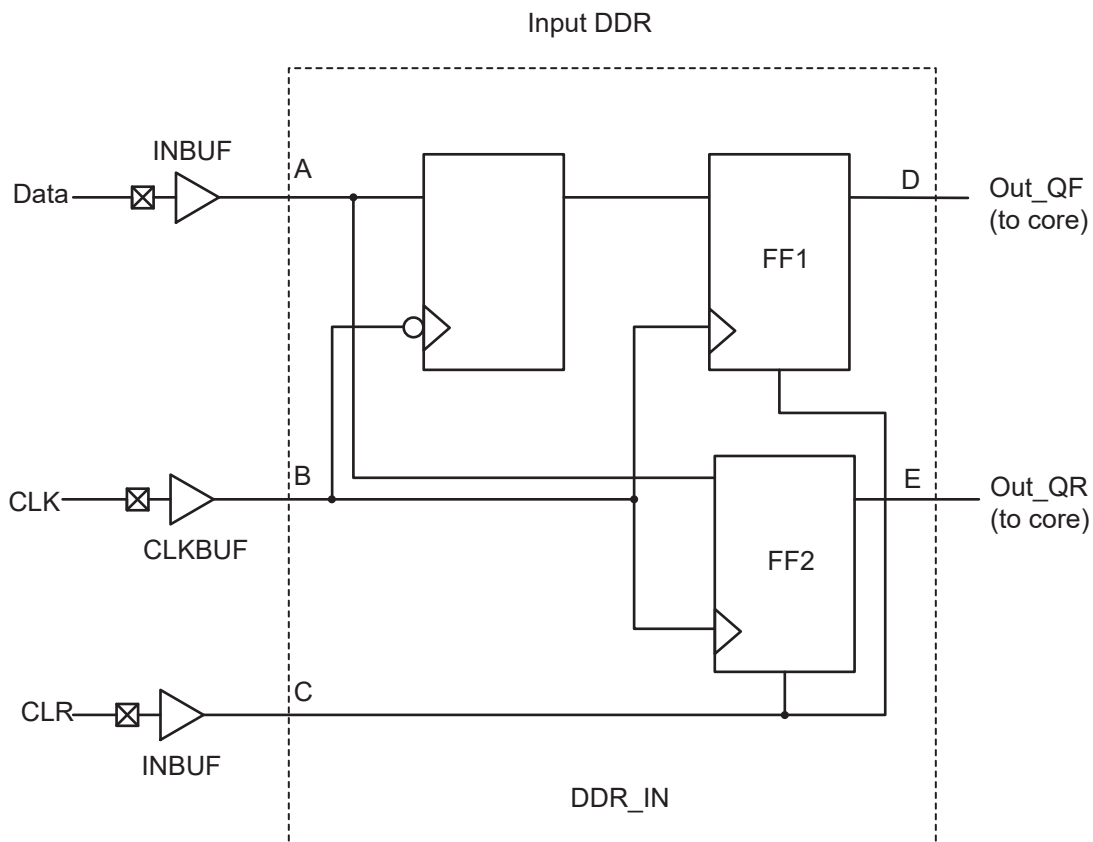 Input DDR
INBUF
Data
A
D
Out_QF
(to core)
FF1
B
E
CLK
Out_QR
(to core)
CLKBUF
FF2
C
CLR
INBUF
DDR_IN